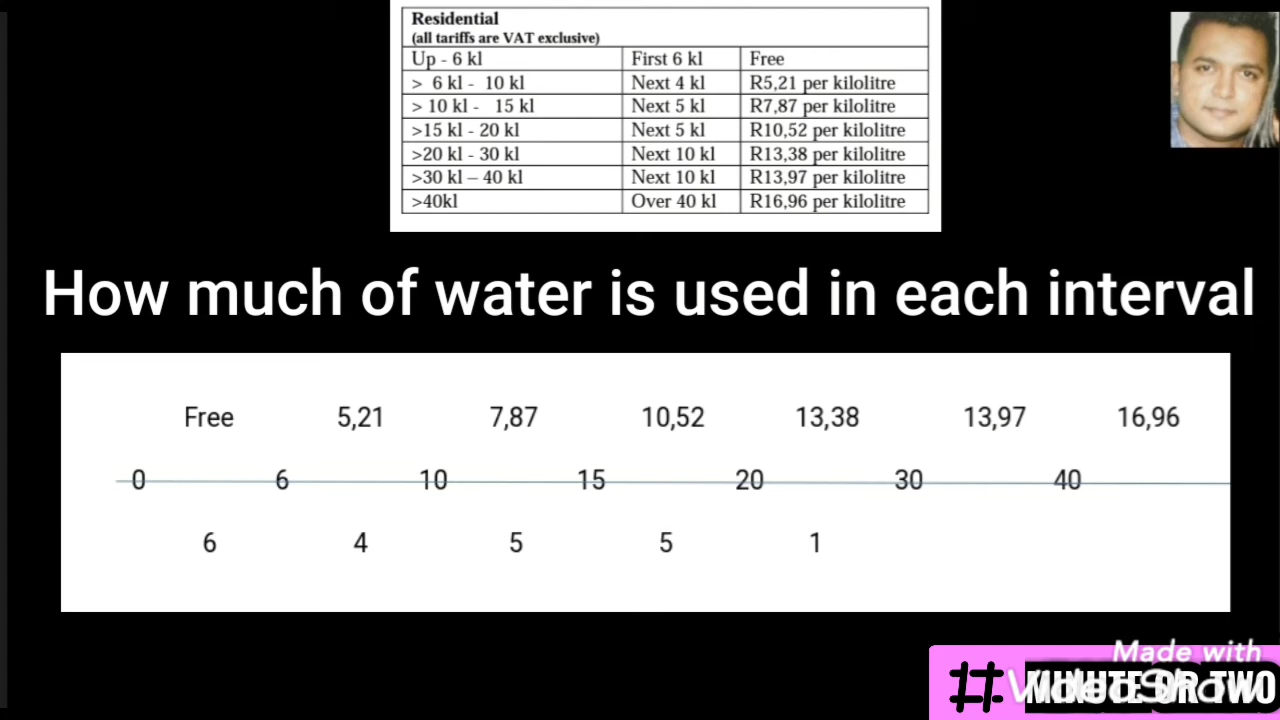 Residential
(all tariffs are VAT exclusive)
Up - 6 kl First 6 kl Free
> 6 kl - 10 kl Next 4 kl R5,21 per kilolitre
> 10 kl - 15 kl Next 5 kl R7,87 per kilolitre
>15 kl - 20 kl Next 5 kl R10,52 per kilolitre
>20 kl - 30 kl Next 10 kl R13,38 per kilolitre
>30 kl – 40 kl Next 10 kl R13,97 per kilolitre
>40kl Over 40 kl R16,96 per kilolitre
How much of water is used in each interval
Free 5,21 7,87 10,52 13,38 13,97 16,96
0 6 10 15 20 30 40
6 4 5 5 1
Made with
VideoShow
# MINUTE OR TWO